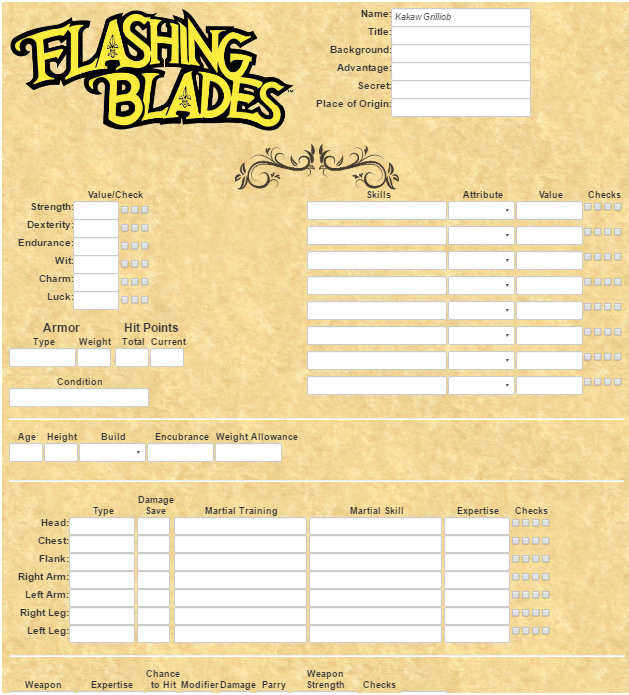 FLASHING
BLADES™
Name: Kakaw Grilliob
Title:
Background:
Advantage:
Secret:
Place of Origin:
Value/Check
Strength:
Dexterity:
Endurance:
Wit:
Charm:
Luck:
Skills Attribute Value Checks
Armor Hit Points
Type Weight Total Current
Condition
Age Height Build Encubrance Weight Allowance
Type Damage Save Martial Training Martial Skill Expertise Checks
Head:
Chest:
Flank:
Right Arm:
Left Arm:
Right Leg:
Left Leg:
Weapon Expertise Chance to Hit Modifier Damage Parry Weapon Strength Checks